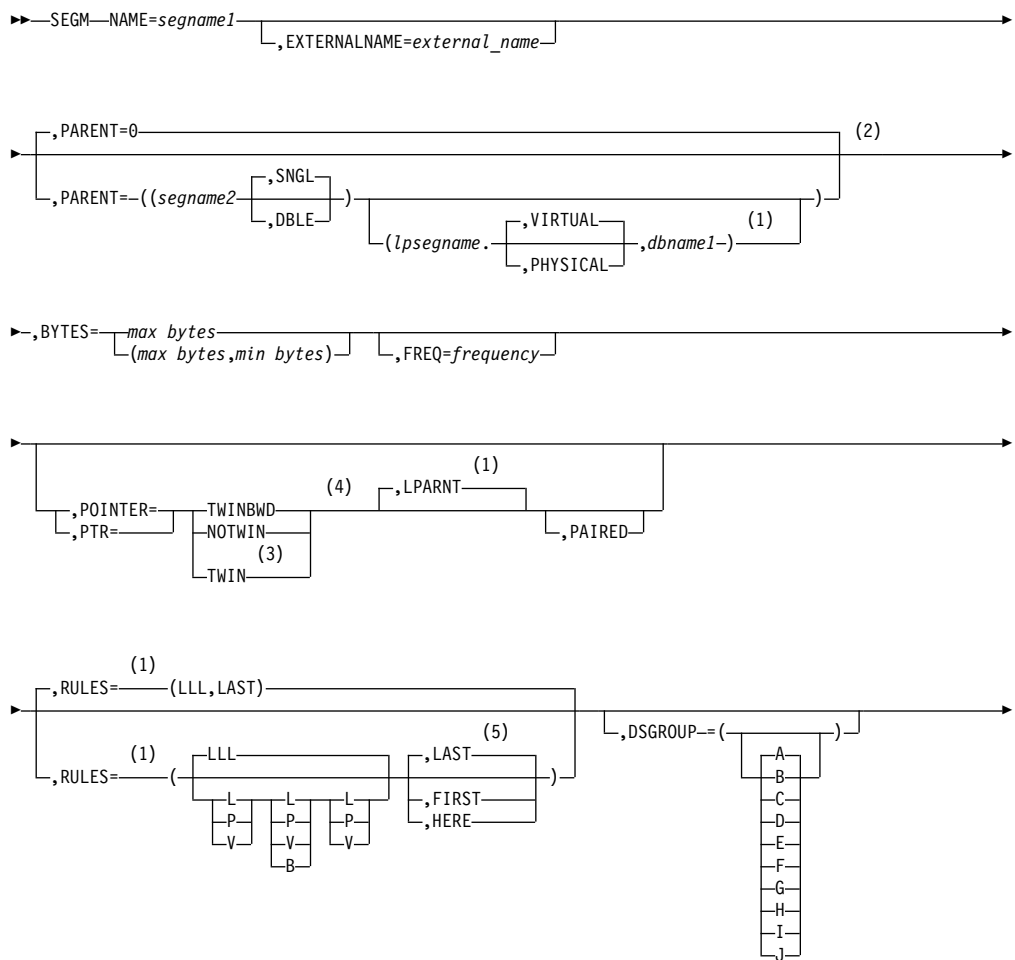 SEGM NAME=segname1
,EXTERNALNAME=external_name
,PARENT=0 (2)
,PARENT= ((segname2 ,SNGL )
,DBLE
(lpsegname. ,VIRTUAL ,dbname1 ) (1) )
,PHYSICAL
,BYTES= max bytes
(max bytes,min bytes)
,FREQ=frequency
,POINTER=
,PTR=
TWINBWD (4)
NOTWIN
(3)
TWIN
(1)
,LPARNT
,PAIRED
(1)
,RULES= (LLL,LAST)
(1)
,RULES= (
LLL
L L L
P P P
V V V
B
(5)
,LAST
,FIRST
,HERE
)
,DSGROUP =( )
A
B
C
D
E
F
G
H
I
J